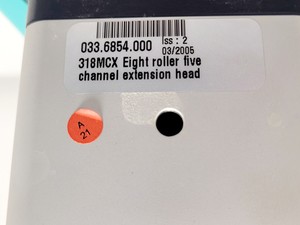 033.6854.000 Iss : 2
03/2005
318MCX Eight roller five
channel extension head
A
21